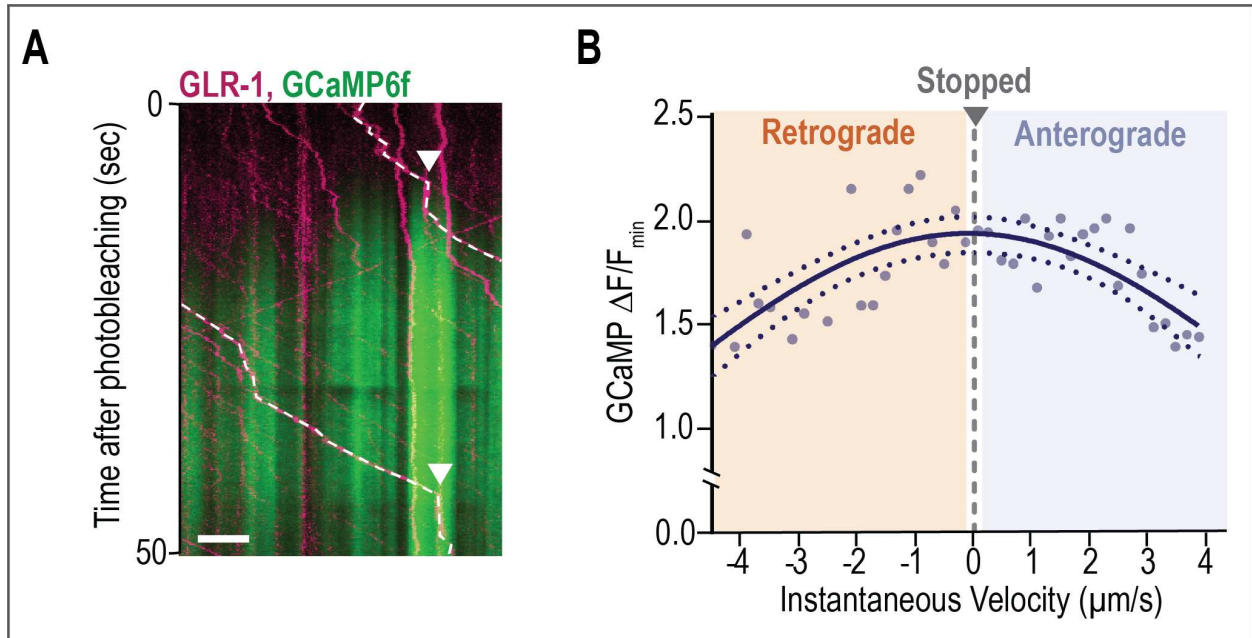 A
GLR-1, GCaMP6f
0
50
Time after photobleaching (sec)
B
Stopped
Retrograde
Anterograde
2.5
2.0
1.5
1.0
0.0
GCaMP ΔF/Fmin
-4 -3 -2 -1 0 1 2 3 4
Instantaneous Velocity (µm/s)